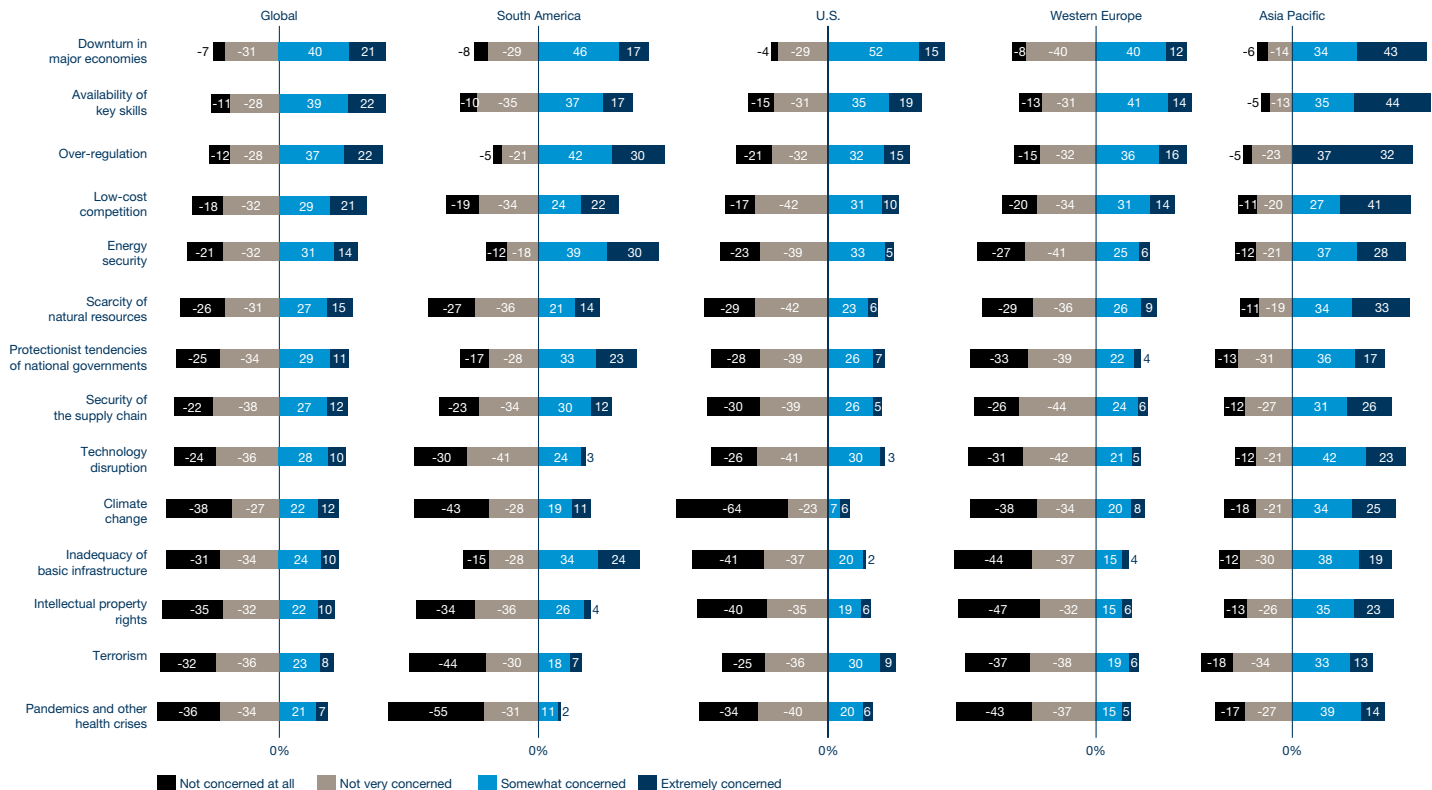 Global South America U.S. Western Europe Asia Pacific
Downturn in
major economies
-7 -31 40 21 -8 -29 46 17 -4 -29 52 15 -8 -40 40 12 -6 -14 34 43
Availability of
key skills
-11 -28 39 22 -10 -35 37 17 -15 -31 35 19 -13 -31 41 14 -5 -13 35 44
Over-regulation -12 -28 37 22 -5 -21 42 30 -21 -32 32 15 -15 -32 36 16 -5 -23 37 32
Low-cost
competition
-18 -32 29 21 -19 -34 24 22 -17 -42 31 10 -20 -34 31 14 -11 -20 27 41
Energy
security
-21 -32 31 14 -12 -18 39 30 -23 -39 33 5 -27 -41 25 6 -12 -21 37 28
Scarcity of
natural resources
-26 -31 27 15 -27 -36 21 14 -29 -42 23 6 -29 -36 26 9 -11 -19 34 33
Protectionist tendencies
of national governments
-25 -34 29 11 -17 -28 33 23 -28 -39 26 7 -33 -39 22 4 -13 -31 36 17
Security of
the supply chain
-22 -38 27 12 -23 -34 30 12 -30 -39 26 5 -26 -44 24 6 -12 -27 31 26
Technology
disruption
-24 -36 28 10 -30 -41 24 3 -26 -41 30 3 -31 -42 21 5 -12 -21 42 23
Climate
change
-38 -27 22 12 -43 -28 19 11 -64 -23 7 6 -38 -34 20 8 -18 -21 34 25
Inadequacy of
basic infrastructure
-31 -34 24 10 -15 -28 34 24 -41 -37 20 2 -44 -37 15 4 -12 -30 38 19
Intellectual property
rights
-35 -32 22 10 -34 -36 26 4 -40 -35 19 6 -47 -32 15 6 -13 -26 35 23
Terrorism -32 -36 23 8 -44 -30 18 7 -25 -36 30 9 -37 -38 19 6 -18 -34 33 13
Pandemics and other
health crises
-36 -34 21 7 -55 -31 11 2 -34 -40 20 6 -43 -37 15 5 -17 -27 39 14
0% 0% 0% 0% 0%
Not concerned at all Not very concerned Somewhat concerned Extremely concerned